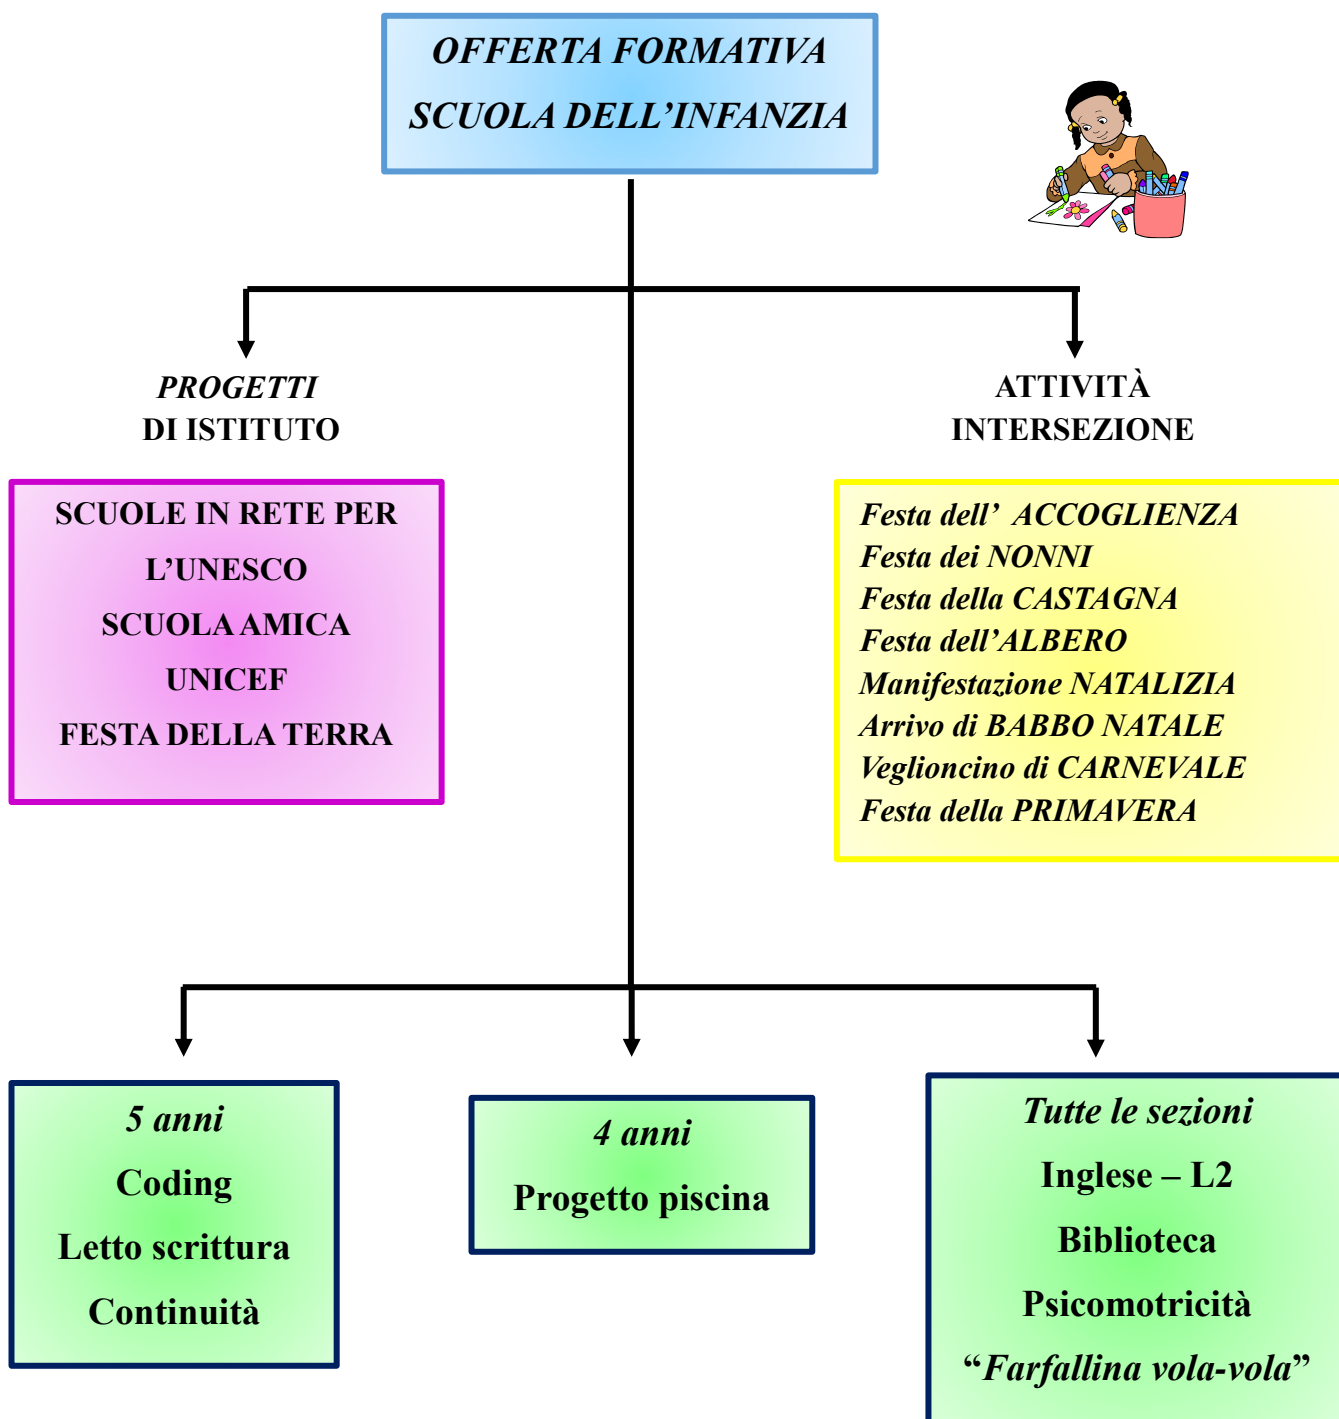 OFFERTA FORMATIVA
SCUOLA DELL’INFANZIA
PROGETTI
DI ISTITUTO
ATTIVITÀ
INTERSEZIONE
SCUOLE IN RETE PER
L’UNESCO
SCUOLA AMICA
UNICEF
FESTA DELLA TERRA
Festa dell’ ACCOGLIENZA
Festa dei NONNI
Festa della CASTAGNA
Festa dell’ALBERO
Manifestazione NATALIZIA
Arrivo di BABBO NATALE
Veglioncino di CARNEVALE
Festa della PRIMAVERA
5 anni
Coding
Letto scrittura
Continuità
4 anni
Progetto piscina
Tutte le sezioni
Inglese – L2
Biblioteca
Psicomotricità
“Farfallina vola-vola”